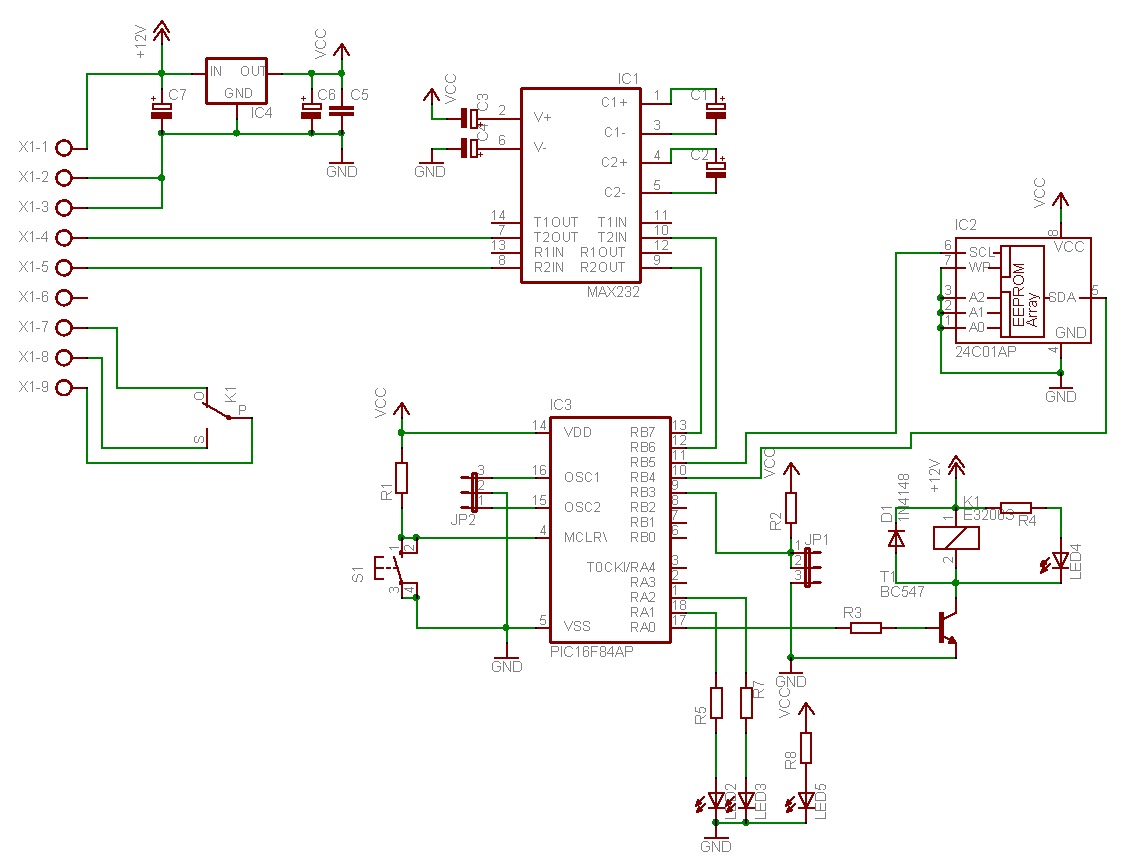 +12V
VCC
IN OUT
GND
IC4
C7
C6 C5
GND
X1-1
X1-2
X1-3
X1-4
X1-5
X1-6
X1-7
X1-8
X1-9
O
S
P
K1
VCC
C3
C4
GND
IC1
2 V+
6 V-
C1+ 1
C1- 3
C2+ 4
C2- 5
C1
C2
14 T1OUT T1IN 11
7 T2OUT T2IN 10
13 R1IN R1OUT 12
8 R2IN R2OUT 9
MAX232
VCC
IC2
8
VCC
6 SCL
7 WP
3 A2
2 A1
1 A0
EEPROM
Array
SDA 5
GND
4
24C01AP
GND
VCC
R1
S1
1 2
3 4
JP2
3
2
1
GND
IC3
14 VDD
16 OSC1
15 OSC2
4 MCLR\
5 VSS
RB7 13
RB6 12
RB5 11
RB4 10
RB3 9
RB2 8
RB1 7
RB0 6
T0CKI/RA4 3
RA3 2
RA2 1
RA1 18
RA0 17
PIC16F84AP
VCC
R2
JP1
1
2
3
GND
R3
T1
BC547
D1
1N4148
+12V
K1
1
2
R4
LED4
R5
R7
VCC
R8
LED2
LED3
LED5
GND